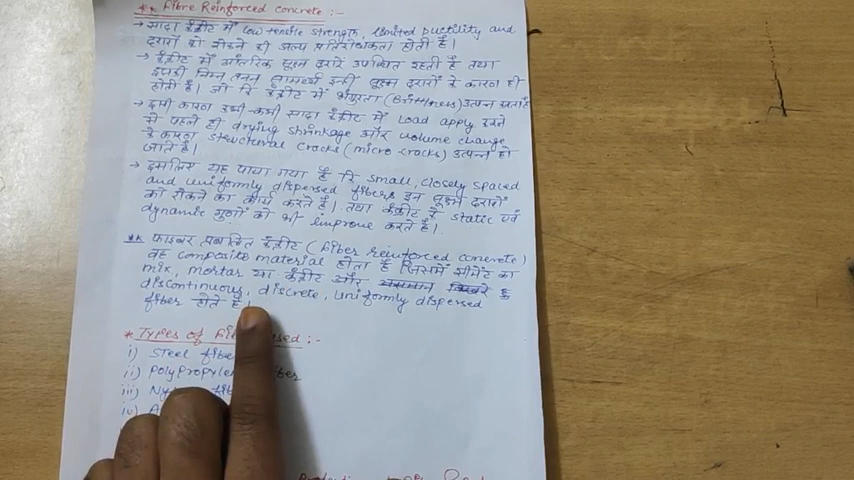 ** Fibre Reinforced concrete :-
→ सादा कंक्रीट में low tensile strength, limited ductility and
दरारों को रोकने की अल्प प्रतिरोधकता होती है।
→ कंक्रीट में आंतरिक सूक्ष्म दरारें उपस्थित रहती है तथा
इसकी निम्न तनन सामर्थ्य इन्हीं सूक्ष्म दरारों के कारण ही
होती है। जो कि कंक्रीट में भंगुरता (Brittleness) उत्पन्न करता है
→ इसी कारण कभी-कभी सादा कंक्रीट में Load apply करने
से पहले ही drying shrinkage और volume change
के कारण structural cracks (micro-cracks) उत्पन्न हो
जाते है।
→ इसलिए यह पाया गया है कि small, closely spaced
and uniformly dispersed fibers इन सूक्ष्म दरारों
को रोकने का कार्य करते है। तथा कंक्रीट के static एवं
dynamic गुणों को भी improve करते है।
** फाइबर प्रबलित कंक्रीट (fiber reinforced concrete)
वह composite material होता है जिसमें सीमेंट का
mix, mortar या कंक्रीट और
discontinuous, discrete, uniformly dispersed
fiber होते है।
* Types of used :-
i) Steel
ii)
iii)
iv)